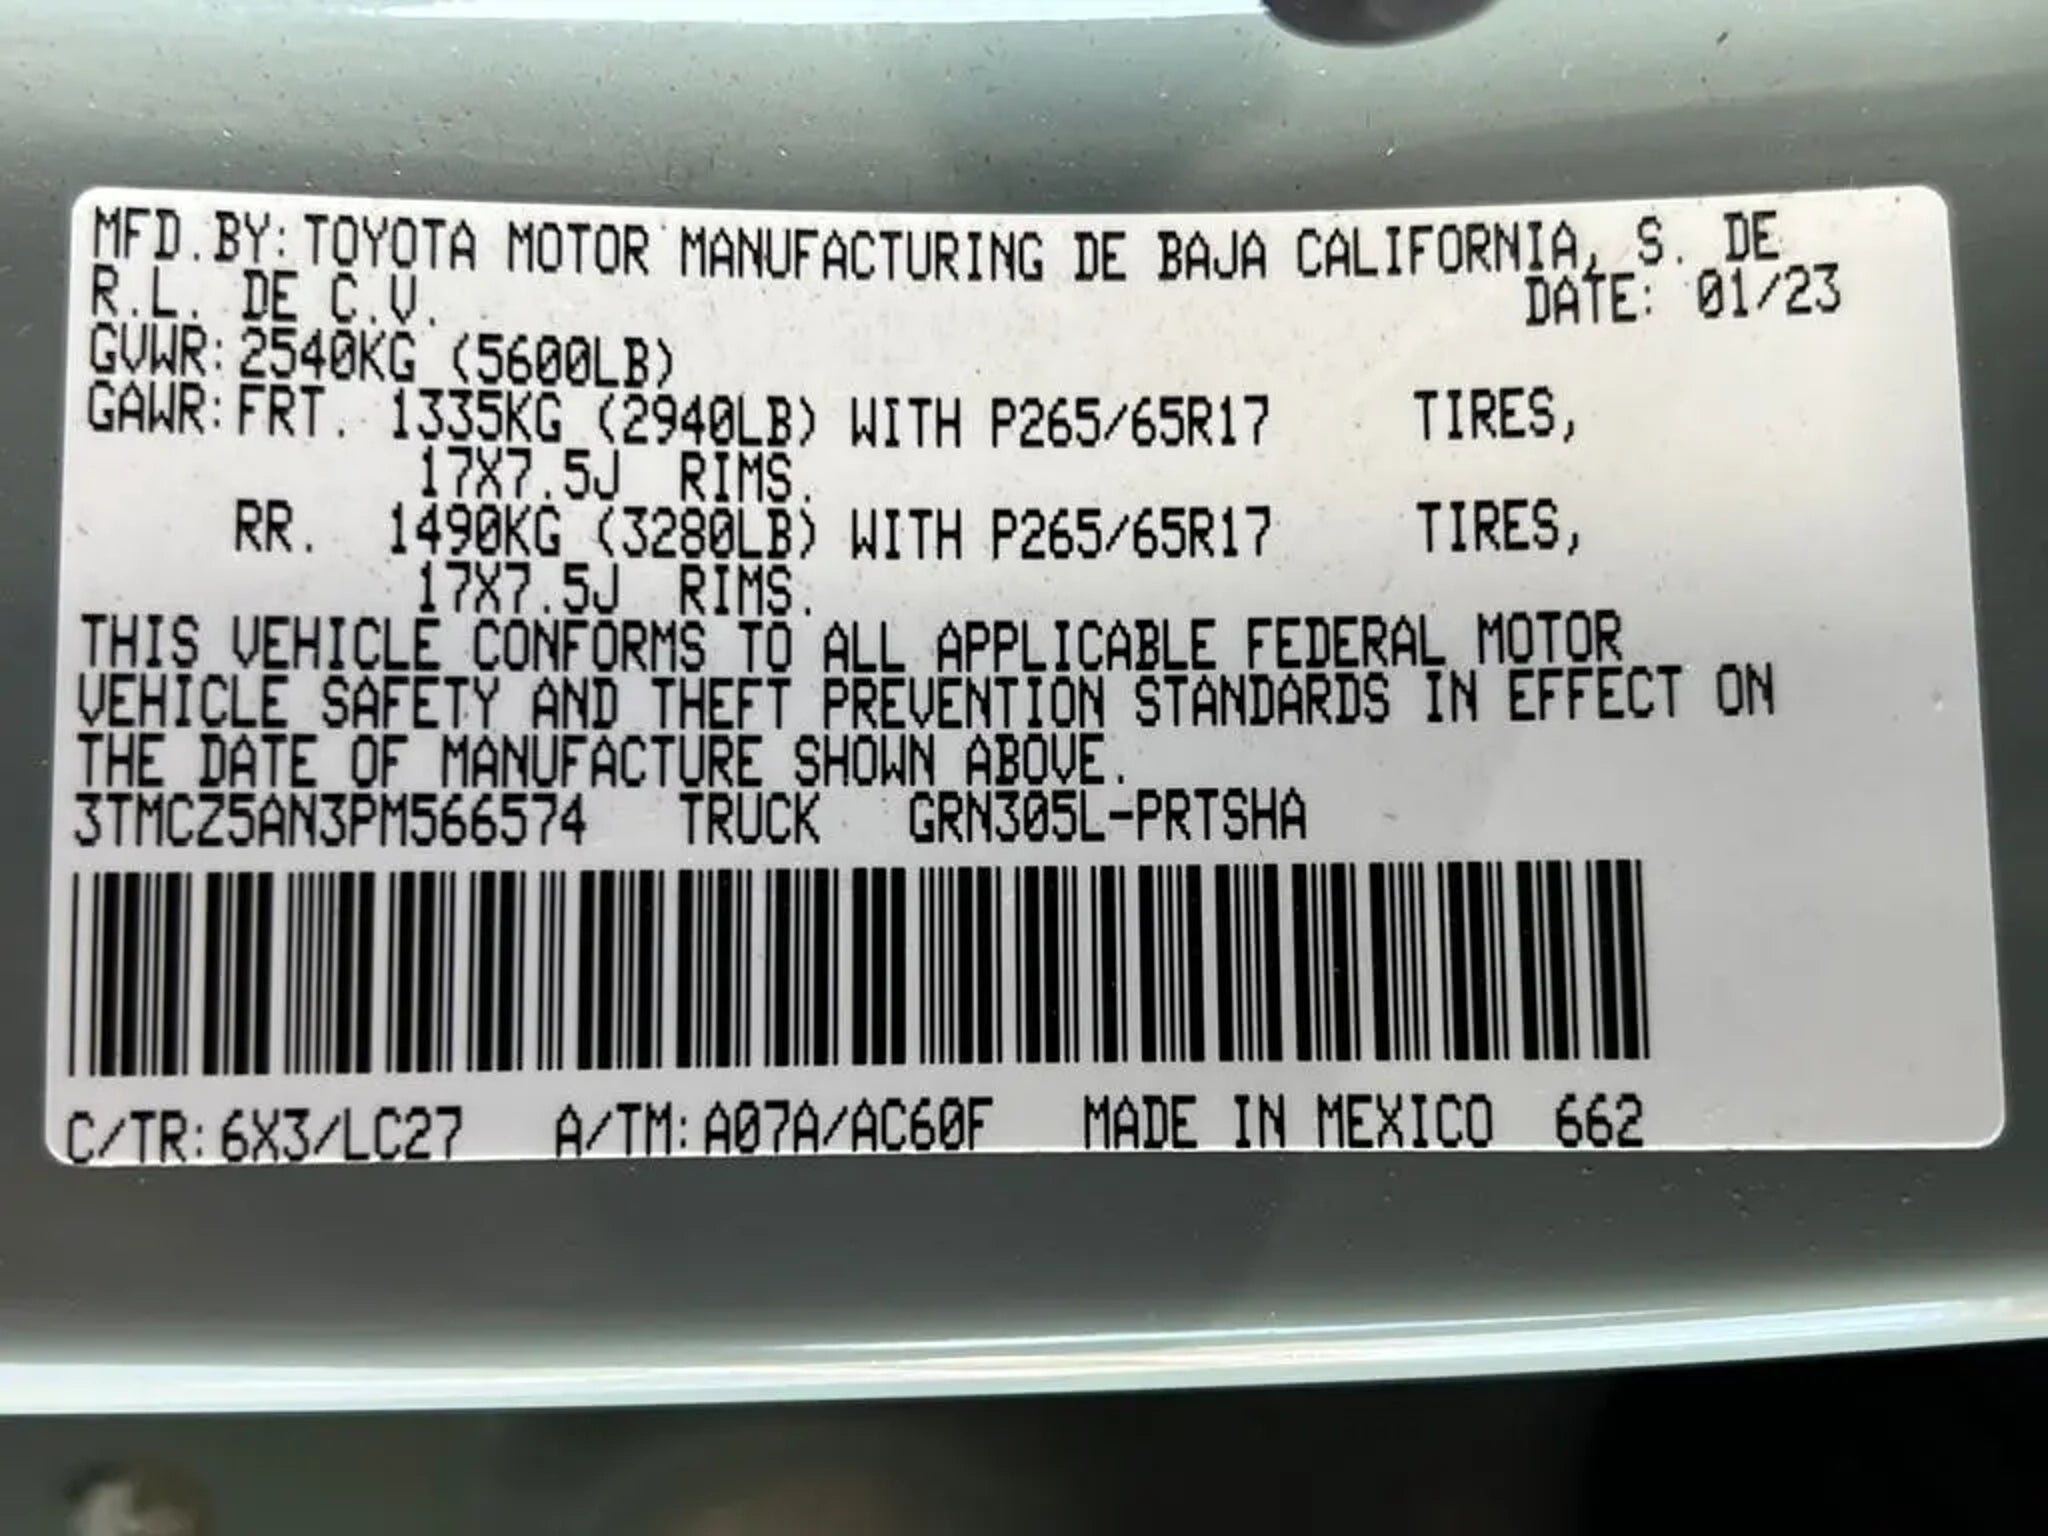 MFD.BY:TOYOTA MOTOR MANUFACTURING DE BAJA CALIFORNIA, S. DE
R.L. DE C.V. DATE: 01/23
GVWR:2540KG (5600LB)
GAWR:FRT. 1335KG (2940LB) WITH P265/65R17 TIRES,
17X7.5J RIMS.
RR. 1490KG (3280LB) WITH P265/65R17 TIRES,
17X7.5J RIMS.
THIS VEHICLE CONFORMS TO ALL APPLICABLE FEDERAL MOTOR
VEHICLE SAFETY AND THEFT PREVENTION STANDARDS IN EFFECT ON
THE DATE OF MANUFACTURE SHOWN ABOVE.
3TMCZ5AN3PM566574 TRUCK GRN305L-PRTSHA
C/TR:6X3/LC27 A/TM:A07A/AC60F MADE IN MEXICO 662